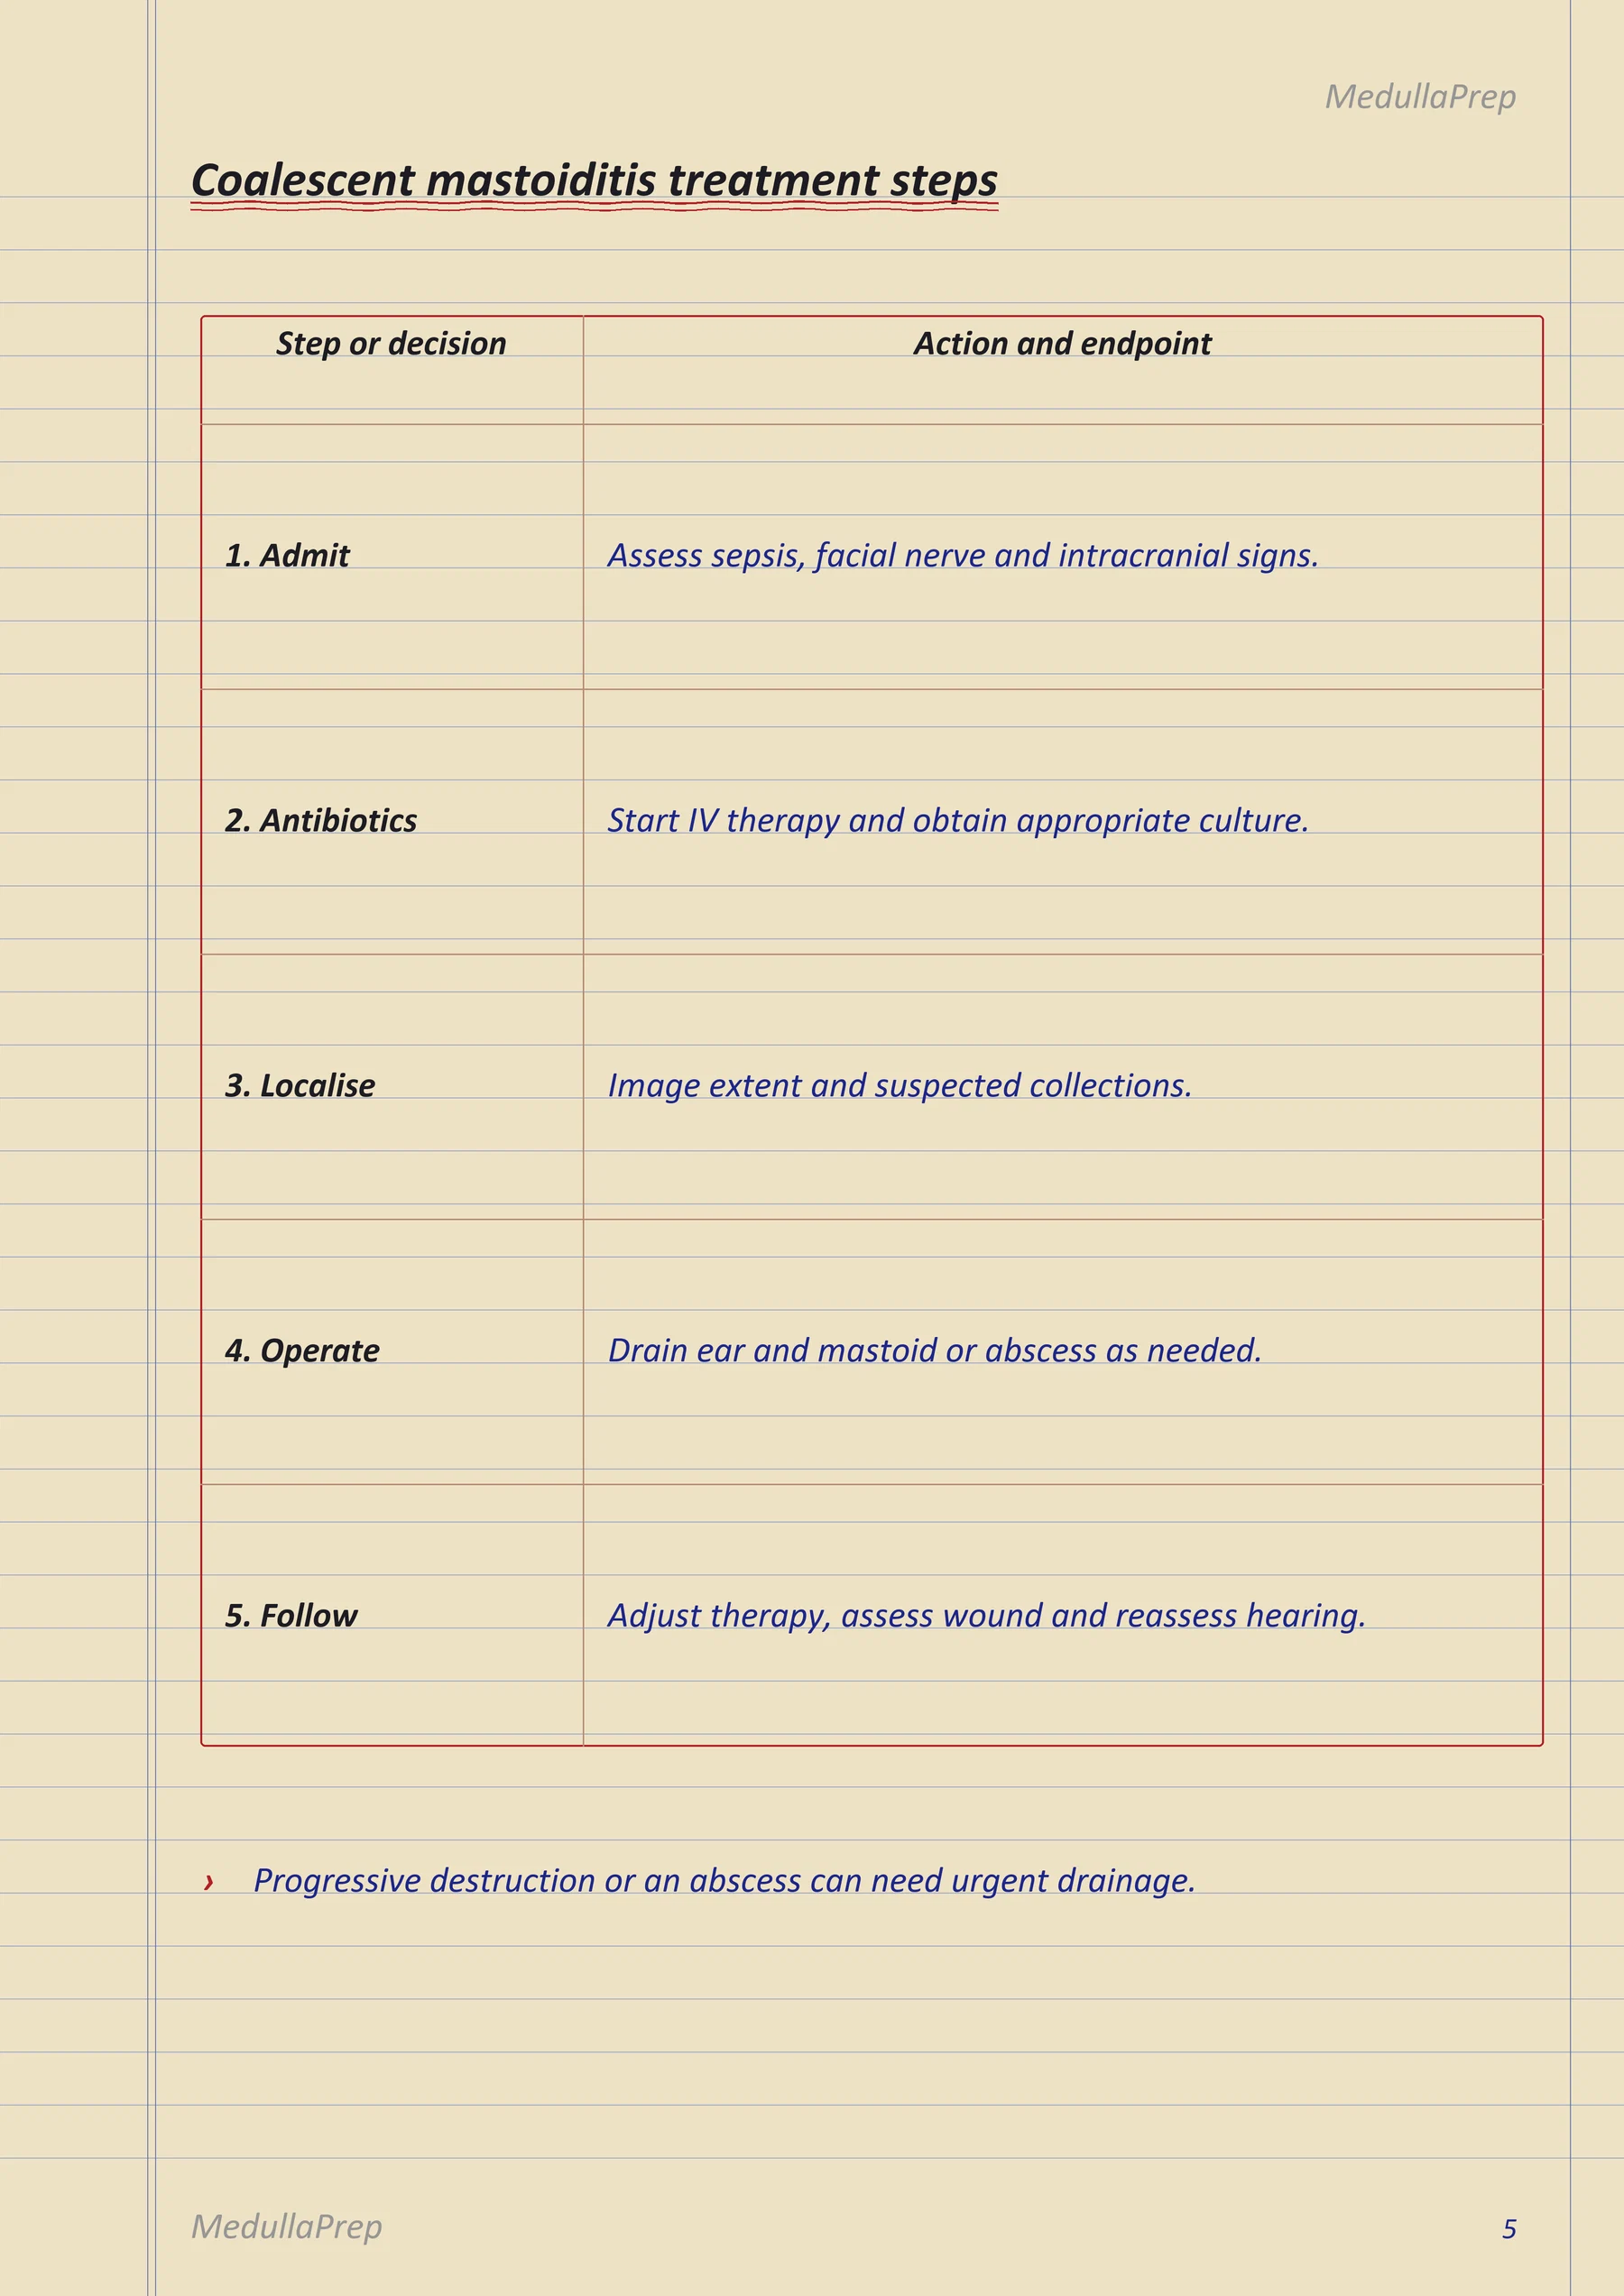 MedullaPrep
Coalescent mastoiditis treatment steps
Step or decision
Action and endpoint
1. Admit
Assess sepsis, facial nerve and intracranial signs.
2. Antibiotics
Start IV therapy and obtain appropriate culture.
3. Localise
Image extent and suspected collections.
4. Operate
Drain ear and mastoid or abscess as needed.
5. Follow
Adjust therapy, assess wound and reassess hearing.
› Progressive destruction or an abscess can need urgent drainage.
MedullaPrep
5